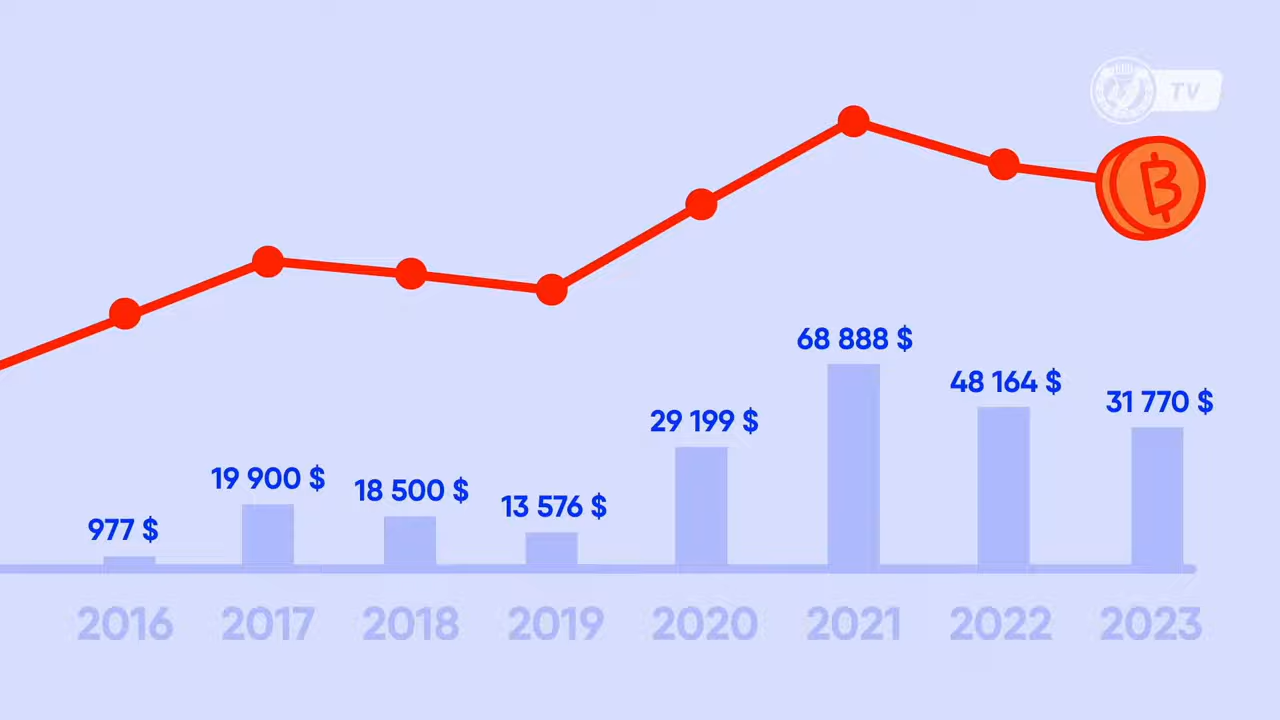 TV
68 888 $
48 164 $
31 770 $
29 199 $
19 900 $
18 500 $
13 576 $
977 $
2016 2017 2018 2019 2020 2021 2022 2023